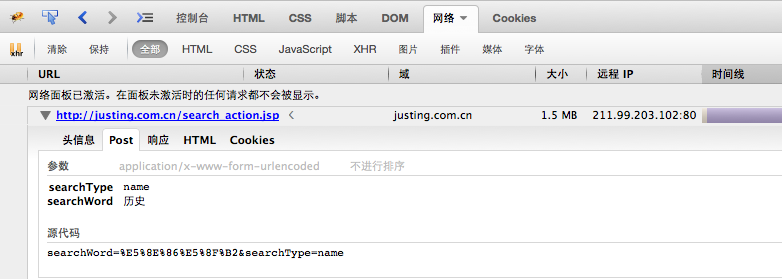 控制台 HTML CSS 脚本 DOM 网络 Cookies
xhr 清除 保持 全部 HTML CSS JavaScript XHR 图片 插件 媒体 字体
URL 状态 域 大小 远程 IP 时间线
网络面板已激活。在面板未激活时的任何请求都不会被显示。
http://justing.com.cn/search_action.jsp justing.com.cn 1.5 MB 211.99.203.102:80
头信息 Post 响应 HTML Cookies
参数 application/x-www-form-urlencoded 不进行排序
searchType name
searchWord 历史
源代码
searchWord=%E5%8E%86%E5%8F%B2&searchType=name